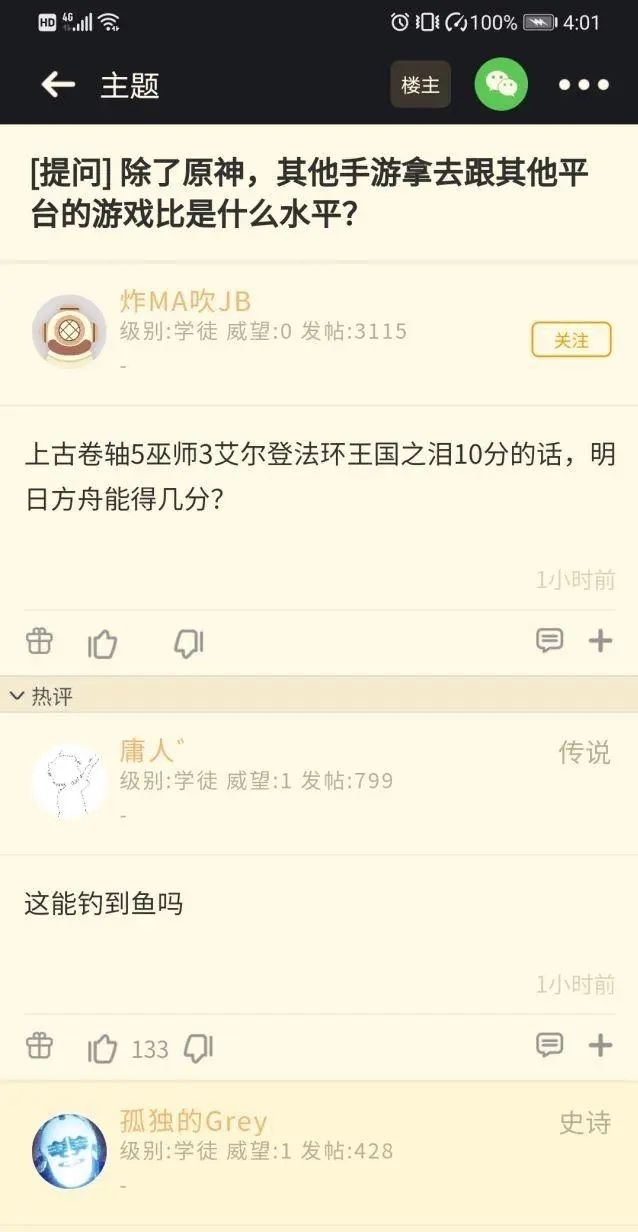 HD 4G 100% 4:01
主题 楼主
[提问] 除了原神，其他手游拿去跟其他平
台的游戏比是什么水平？
炸MA吹JB
级别:学徒 威望:0 发帖:3115
关注
-
上古卷轴5巫师3艾尔登法环王国之泪10分的话，明
日方舟能得几分？
1小时前
热评
庸人ﾞ
传说
级别:学徒 威望:1 发帖:799
-
这能钓到鱼吗
1小时前
133
孤独的Grey
史诗
级别:学徒 威望:1 发帖:428
-